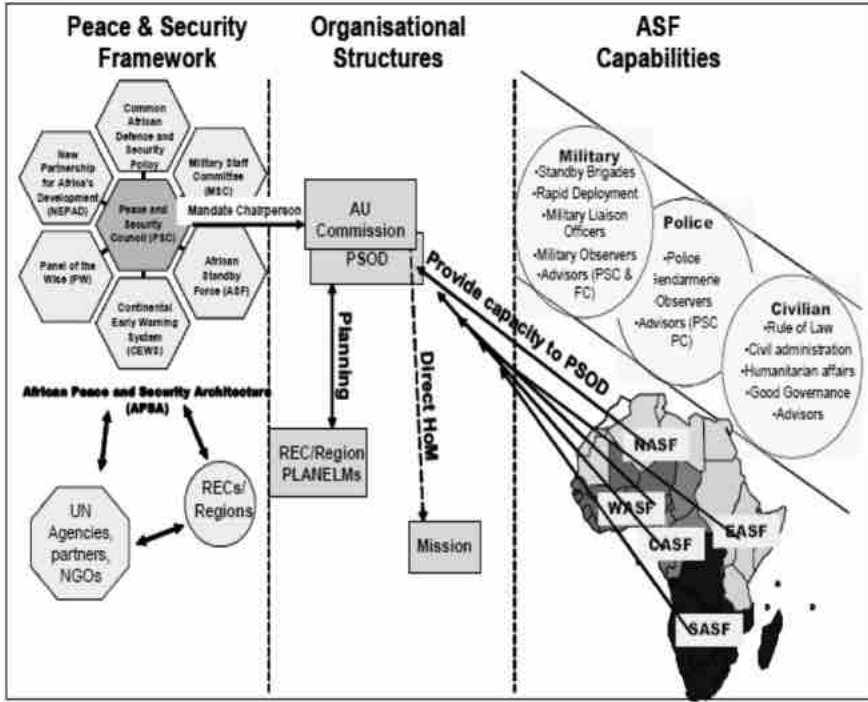 Peace & Security
Framework
Organisational
Structures
ASF
Capabilities
Common
African
Defence and
Security
Policy
New
Partnership
for Africa's
Development
(NEPAD)
Military Staff
Committee
(MSC)
Peace and
Security
Council (PSC)
Mandate Chairperson
Panel of the
Wise (PW)
African
Standby
Force (ASF)
Continental
Early Warning
System
(CEWS)
African Peace and Security Architecture
(APSA)
UN
Agencies,
partners,
NGOs
RECs/
Regions
AU
Commission
PSOD
Planning
Direct HoM
REC/Region
PLANELMs
Mission
Provide capacity to PSOD
Military
•Standby Brigades
•Rapid Deployment
•Military Liaison
Officers
•Military Observers
•Advisors (PSC &
FC)
Police
•Police
Gendarmerie
Observers
•Advisors (PSC
PC)
Civilian
•Rule of Law
•Civil administration
•Humanitarian affairs
•Good Governance
•Advisors
NASF
WASF
CASF
EASF
SASF